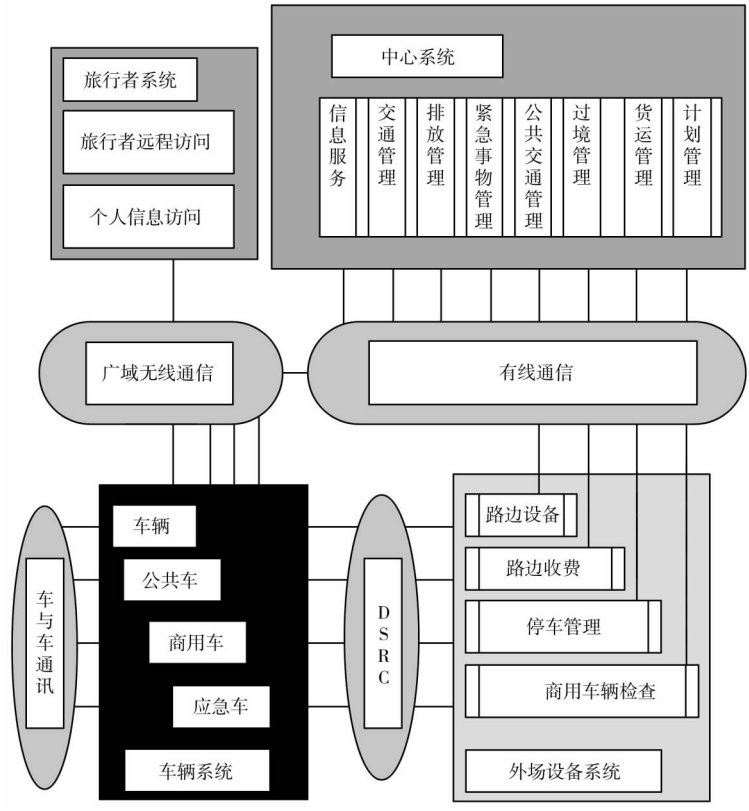 旅行者系统
旅行者远程访问
个人信息访问
中心系统
信息服务
交通管理
排放管理
紧急事物管理
公共交通管理
过境管理
货运管理
计划管理
广域无线通信
有线通信
车与车通讯
车辆
公共车
商用车
应急车
车辆系统
DSRC
路边设备
路边收费
停车管理
商用车辆检查
外场设备系统